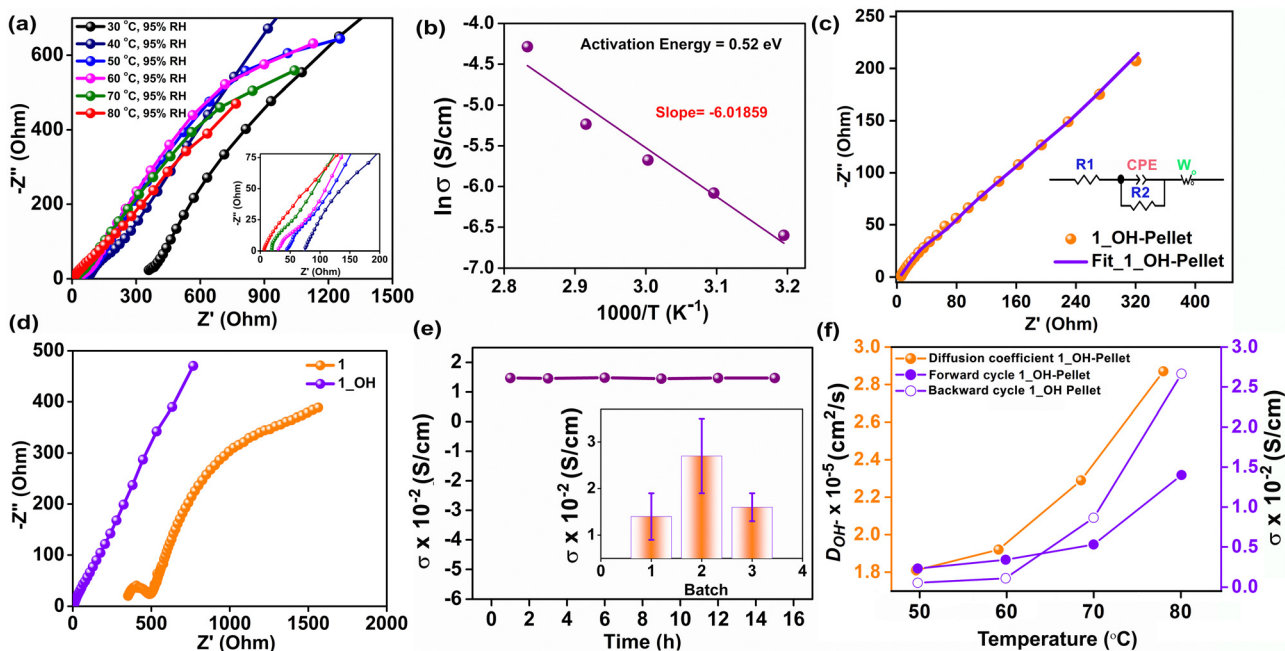 (a)
-Z'' (Ohm)
600
400
200
0
30 °C, 95% RH
40 °C, 95% RH
50 °C, 95% RH
60 °C, 95% RH
70 °C, 95% RH
80 °C, 95% RH
-Z'' (Ohm)
75
50
25
0
0 50 100 150 200
Z' (Ohm)
0 300 600 900 1200 1500
Z' (Ohm)
(b)
lnσ (S/cm)
-4.0
-4.5
-5.0
-5.5
-6.0
-6.5
-7.0
Activation Energy = 0.52 eV
Slope= -6.01859
2.8 2.9 3.0 3.1 3.2
1000/T (K⁻¹)
(c)
-Z'' (Ohm)
250
200
150
100
50
0
R1 CPE Wo
R2
1_OH-Pellet
Fit_1_OH-Pellet
0 80 160 240 320 400
Z' (Ohm)
(d)
-Z'' (Ohm)
500
400
300
200
100
0
1
1_OH
0 500 1000 1500 2000
Z' (Ohm)
(e)
σ x 10⁻² (S/cm)
2
1
0
-1
-2
-3
-4
-5
-6
σ x 10⁻² (S/cm)
3
2
1
0 1 2 3 4
Batch
0 2 4 6 8 10 12 14 16
Time (h)
(f)
D_OH- x 10⁻⁵ (cm²/s)
3.0
2.8
2.6
2.4
2.2
2.0
1.8
Diffusion coefficient 1_OH-Pellet
Forward cycle 1_OH-Pellet
Backward cycle 1_OH Pellet
3.0
2.5
2.0
1.5
1.0
0.5
0.0
σ x 10⁻² (S/cm)
50 60 70 80
Temperature (°C)